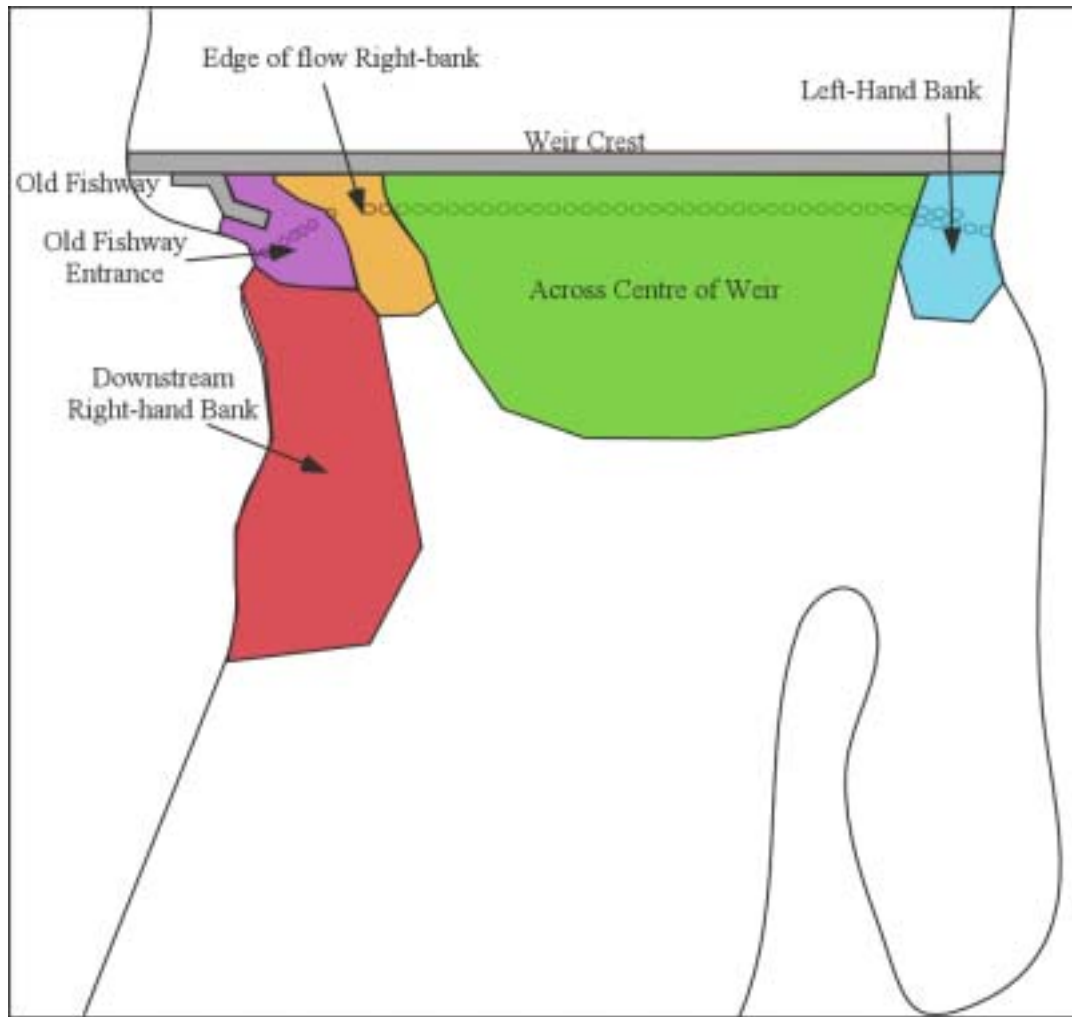 Edge of flow Right-bank
Left-Hand Bank
Weir Crest
Old Fishway
Old Fishway
Entrance
Across Centre of Weir
Downstream
Right-hand Bank